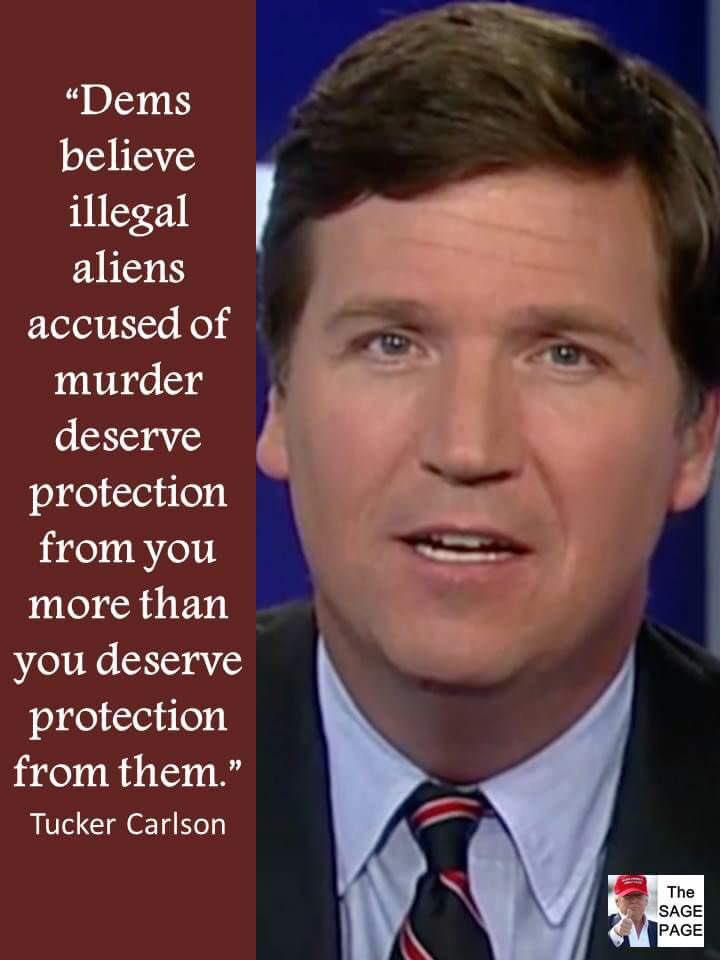 “Dems
believe
illegal
aliens
accused of
murder
deserve
protection
from you
more than
you deserve
protection
from them.”
Tucker Carlson
The
SAGE
PAGE